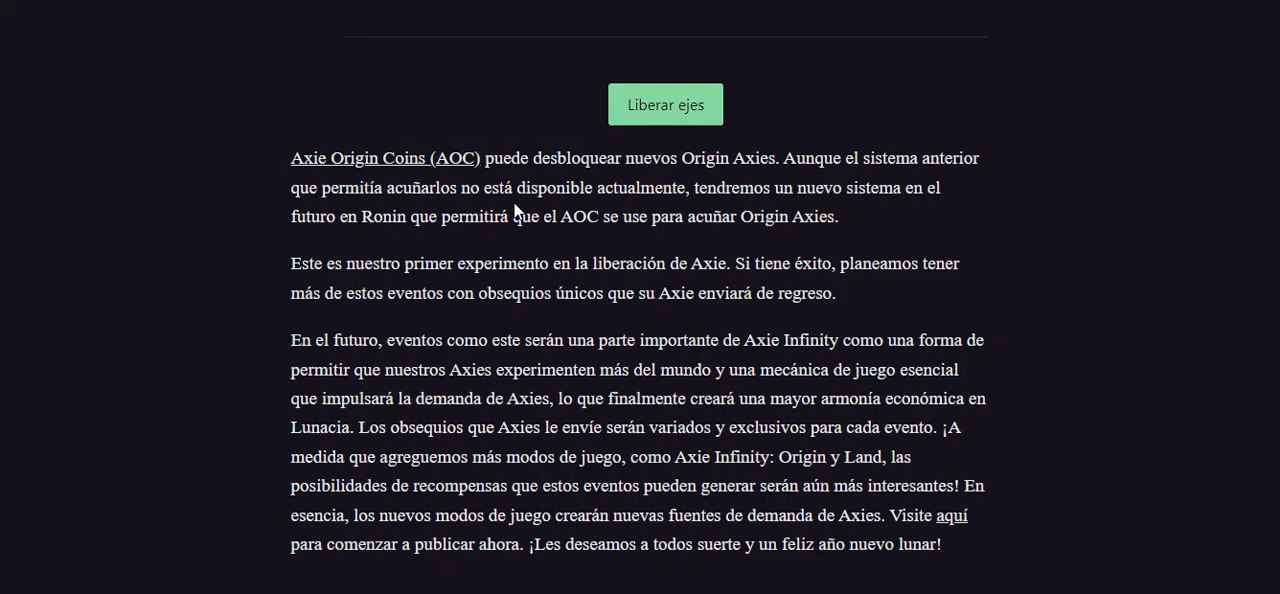 Liberar ejes
Axie Origin Coins (AOC) puede desbloquear nuevos Origin Axies. Aunque el sistema anterior
que permitía acuñarlos no está disponible actualmente, tendremos un nuevo sistema en el
futuro en Ronin que permitirá que el AOC se use para acuñar Origin Axies.
Este es nuestro primer experimento en la liberación de Axie. Si tiene éxito, planeamos tener
más de estos eventos con obsequios únicos que su Axie enviará de regreso.
En el futuro, eventos como este serán una parte importante de Axie Infinity como una forma de
permitir que nuestros Axies experimenten más del mundo y una mecánica de juego esencial
que impulsará la demanda de Axies, lo que finalmente creará una mayor armonía económica en
Lunacia. Los obsequios que Axies le envíe serán variados y exclusivos para cada evento. ¡A
medida que agreguemos más modos de juego, como Axie Infinity: Origin y Land, las
posibilidades de recompensas que estos eventos pueden generar serán aún más interesantes! En
esencia, los nuevos modos de juego crearán nuevas fuentes de demanda de Axies. Visite aquí
para comenzar a publicar ahora. ¡Les deseamos a todos suerte y un feliz año nuevo lunar!